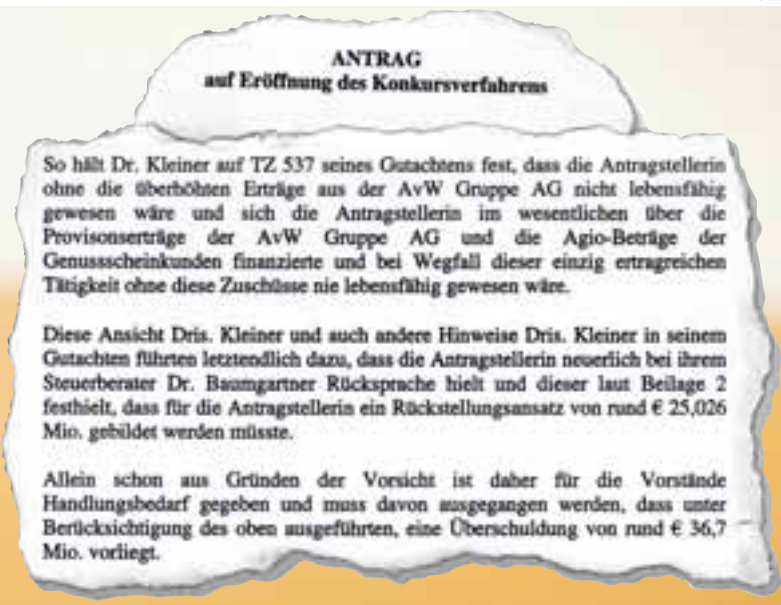 ANTRAG
auf Eröffnung des Konkursverfahrens
So hält Dr. Kleiner auf TZ 537 seines Gutachtens fest, dass die Antragstellerin
ohne die überhöhten Erträge aus der AvW Gruppe AG nicht lebensfähig
gewesen wäre und sich die Antragstellerin im wesentlichen über die
Provisonserträge der AvW Gruppe AG und die Agio-Beträge der
Genussscheinkunden finanzierte und bei Wegfall dieser einzig ertragreichen
Tätigkeit ohne diese Zuschüsse nie lebensfähig gewesen wäre.
Diese Ansicht Dris. Kleiner und auch andere Hinweise Dris. Kleiner in seinem
Gutachten führten letztendlich dazu, dass die Antragstellerin neuerlich bei ihrem
Steuerberater Dr. Baumgartner Rücksprache hielt und dieser laut Beilage 2
festhielt, dass für die Antragstellerin ein Rückstellungsansatz von rund € 25,026
Mio. gebildet werden müsste.
Allein schon aus Gründen der Vorsicht ist daher für die Vorstände
Handlungsbedarf gegeben und muss davon ausgegangen werden, dass unter
Berücksichtigung des oben ausgeführten, eine Überschuldung von rund € 36,7
Mio. vorliegt.